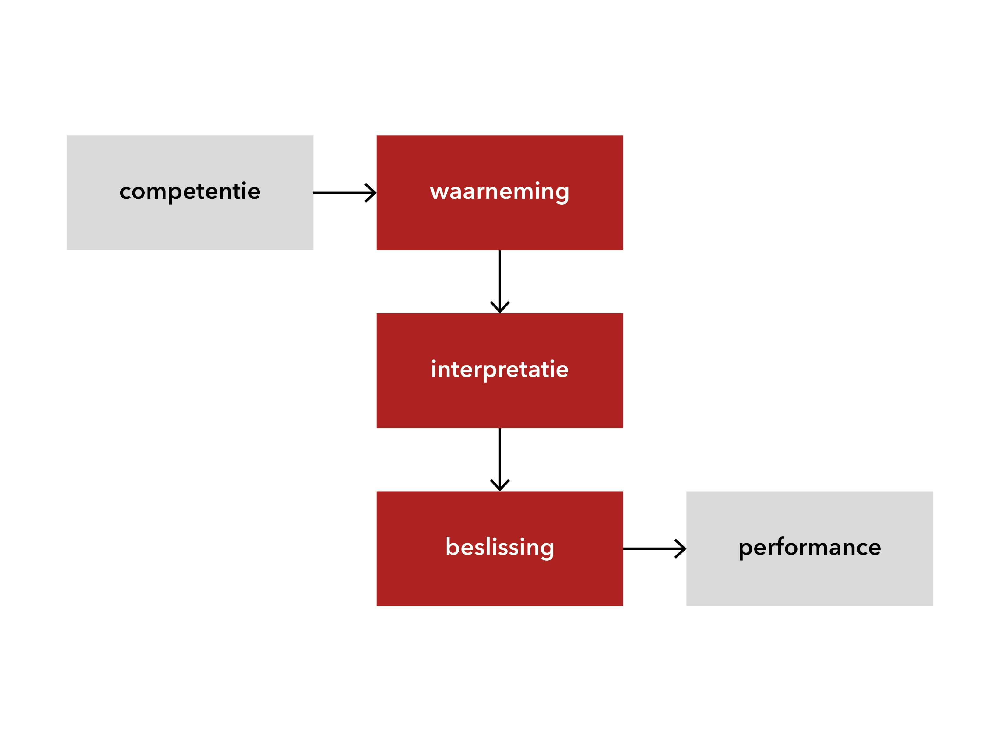 competentie
waarneming
interpretatie
beslissing
performance